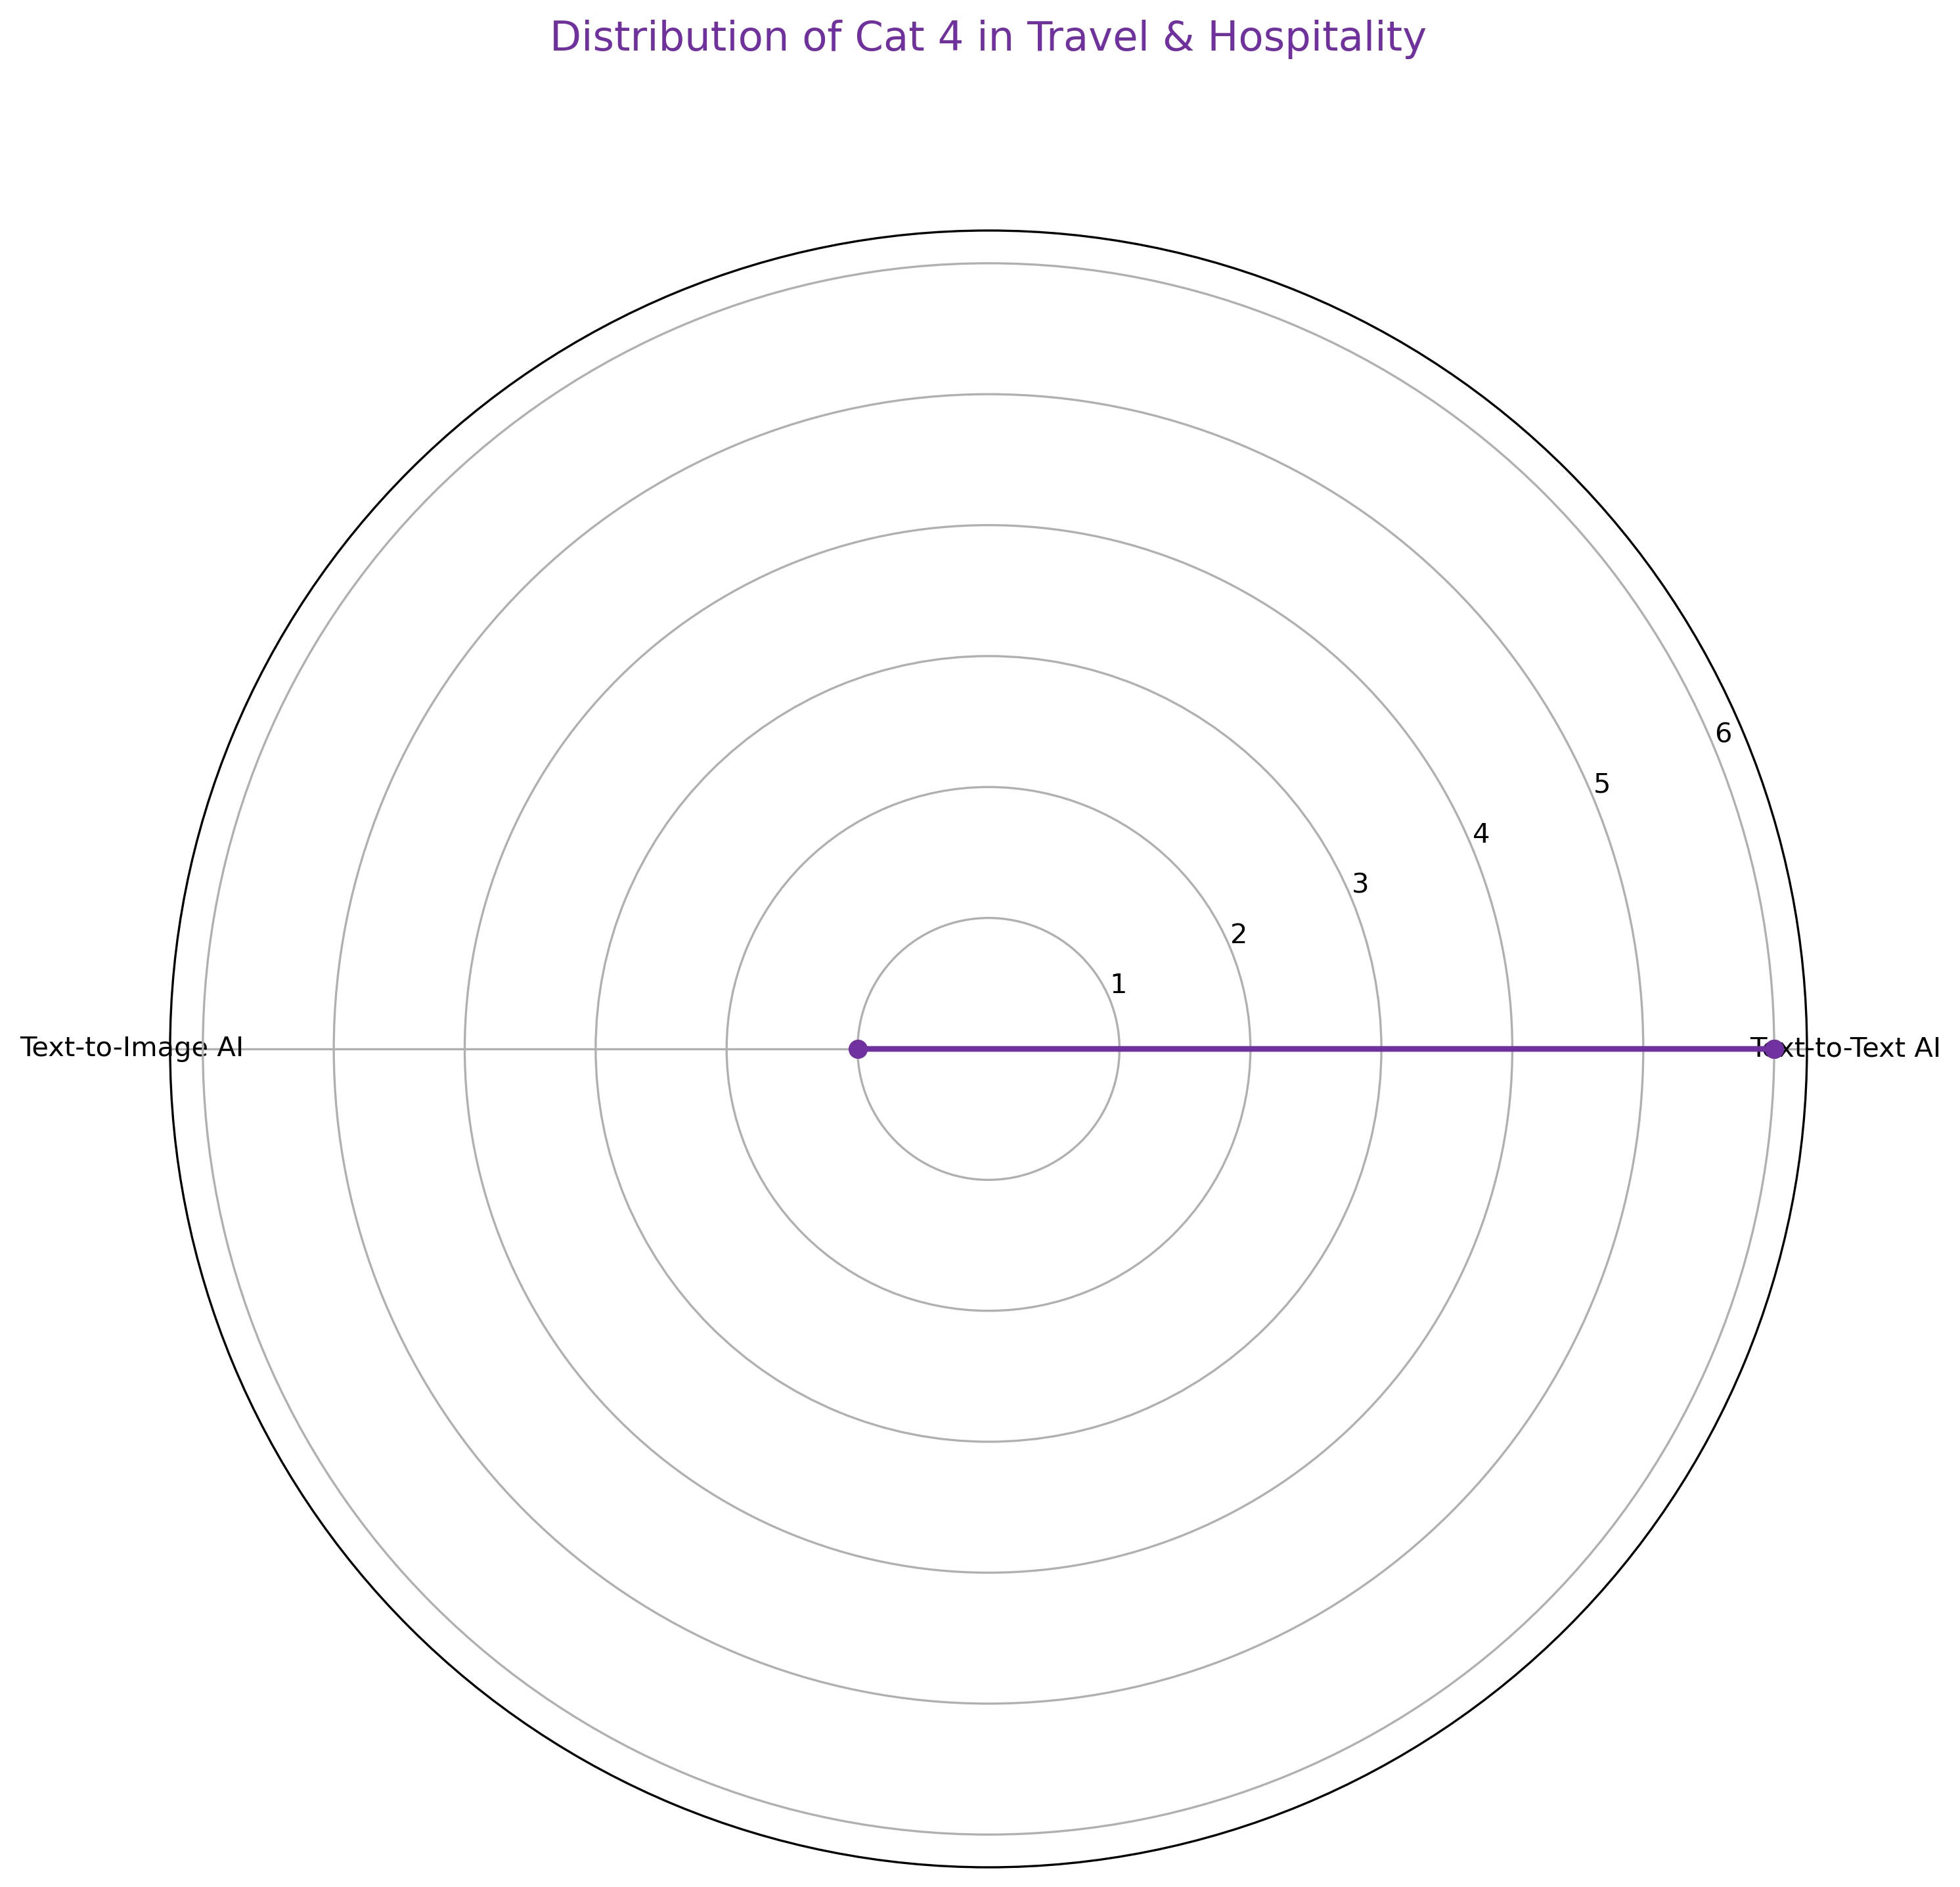 Distribution of Cat 4 in Travel & Hospitality
6
5
4
3
2
1
Text-to-Image AI
Text-to-Text AI